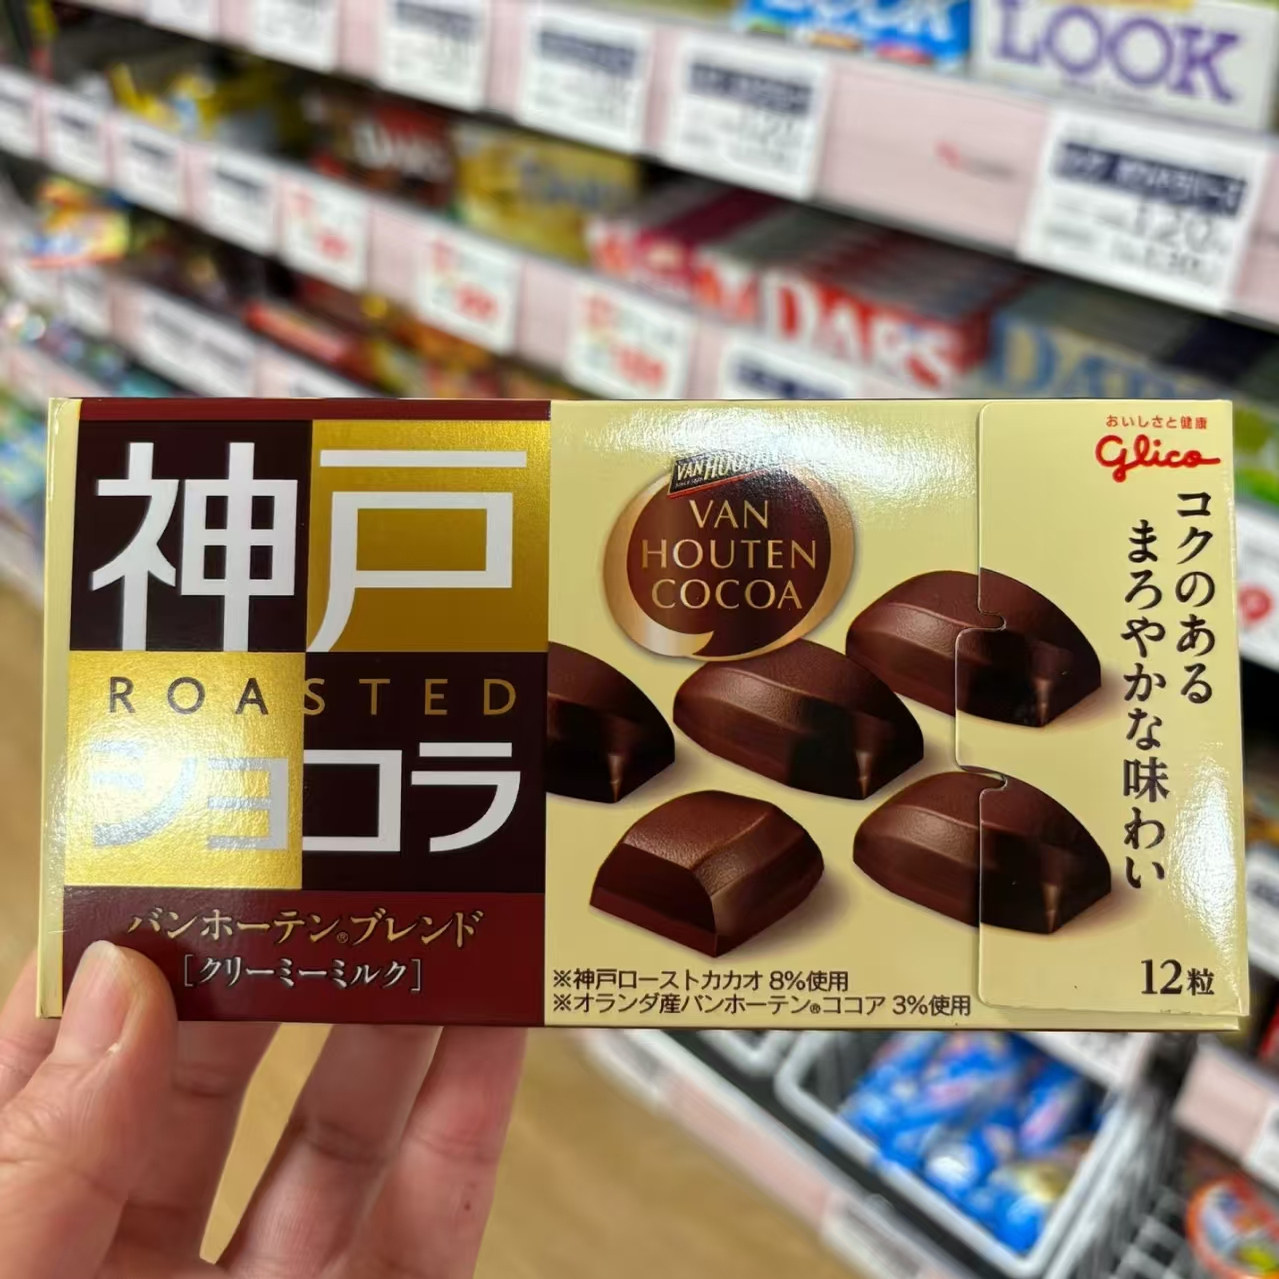 LOOK
DARS
120
DARS
神戸
ROASTED
ショコラ
バンホーテン®ブレンド
[クリーミーミルク]
VAN HOUTEN
VAN
HOUTEN
COCOA
おいしさと健康
glico
コクのある
まろやかな味わい
※神戸ローストカカオ 8%使用
※オランダ産バンホーテン®ココア 3%使用
12粒